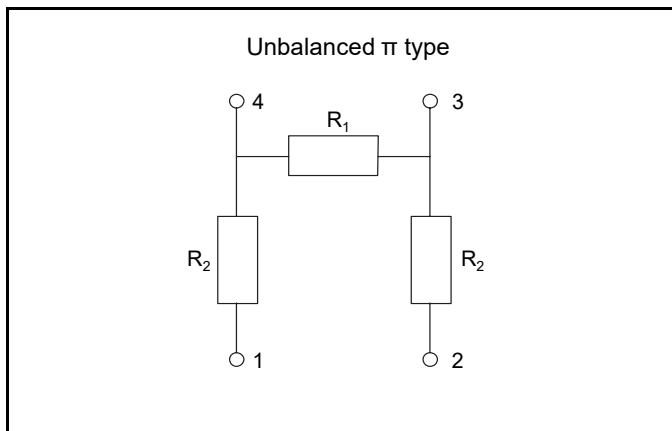 Unbalanced π type
4
3
R₁
R₂
R₂
1
2